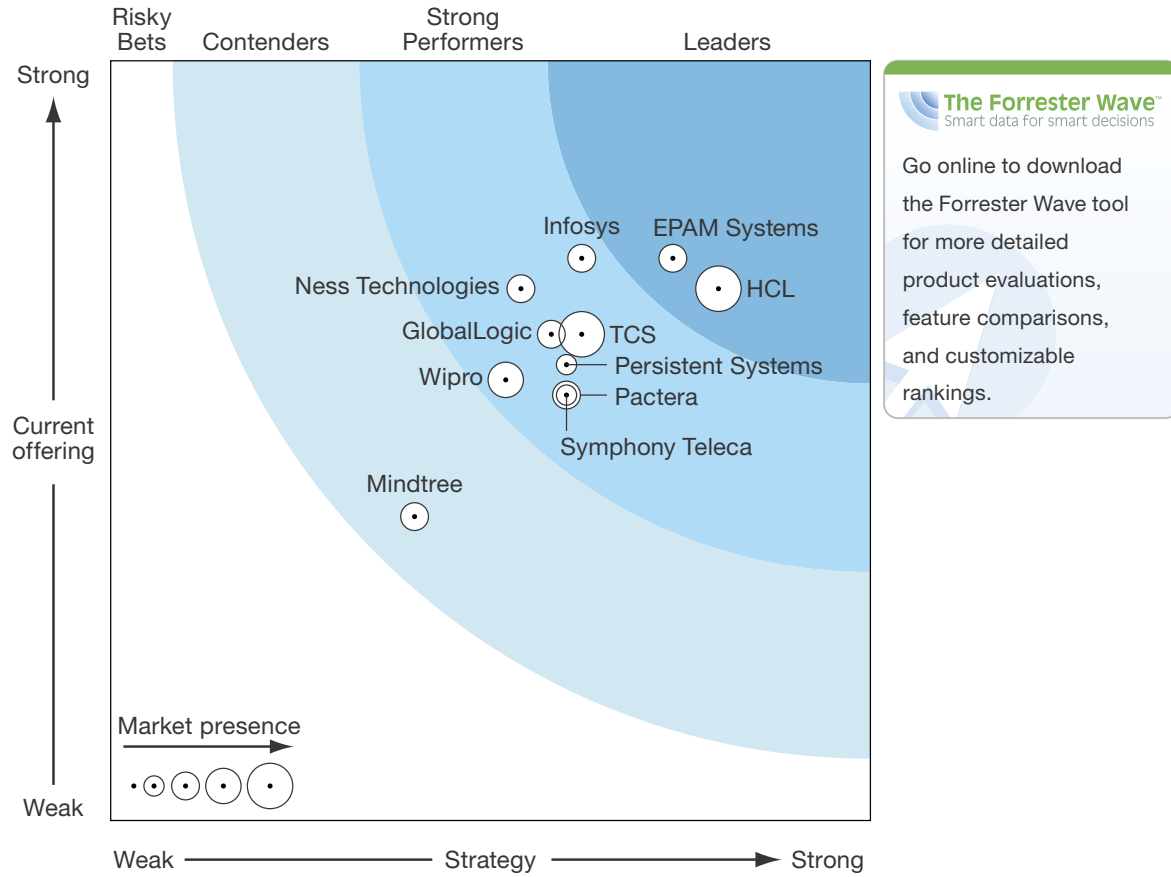 Risky
Bets
Contenders
Strong
Performers
Leaders
Strong
Current
offering
Weak
Infosys
EPAM Systems
Ness Technologies
HCL
GlobalLogic
TCS
Persistent Systems
Wipro
Pactera
Symphony Teleca
Mindtree
Market presence
Weak
Strategy
Strong
The Forrester Wave™
Smart data for smart decisions
Go online to download
the Forrester Wave tool
for more detailed
product evaluations,
feature comparisons,
and customizable
rankings.